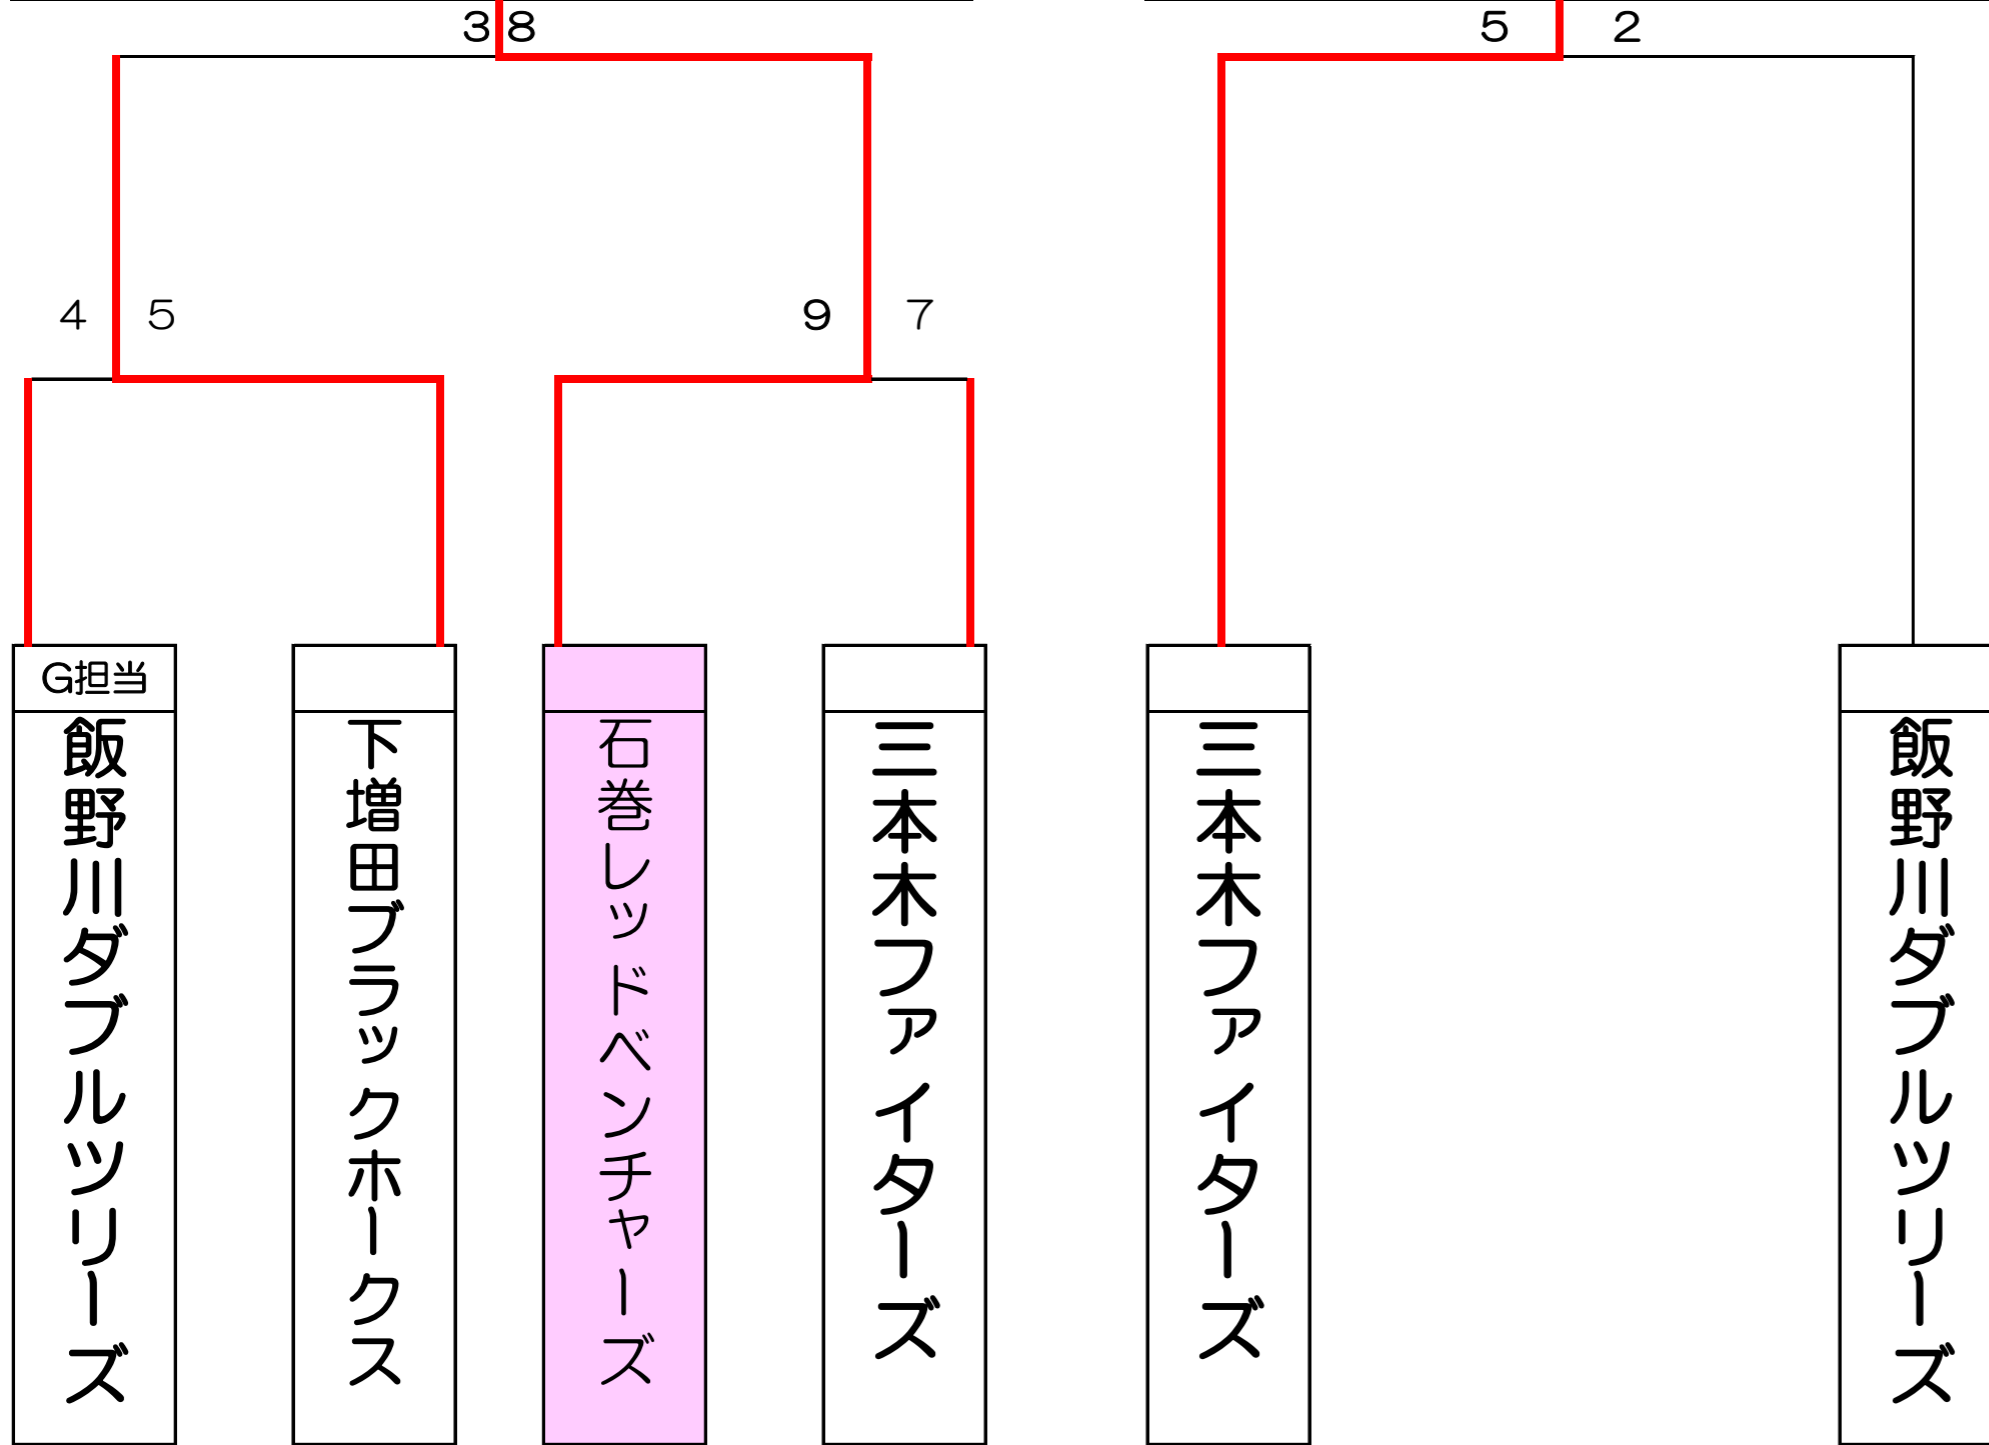 3 8
5 2
4 5
9 7
G担当
飯野川ダブルツリーズ
下増田ブラックホークス
石巻レッドベンチャーズ
三本木ファイターズ
三本木ファイターズ
飯野川ダブルツリーズ